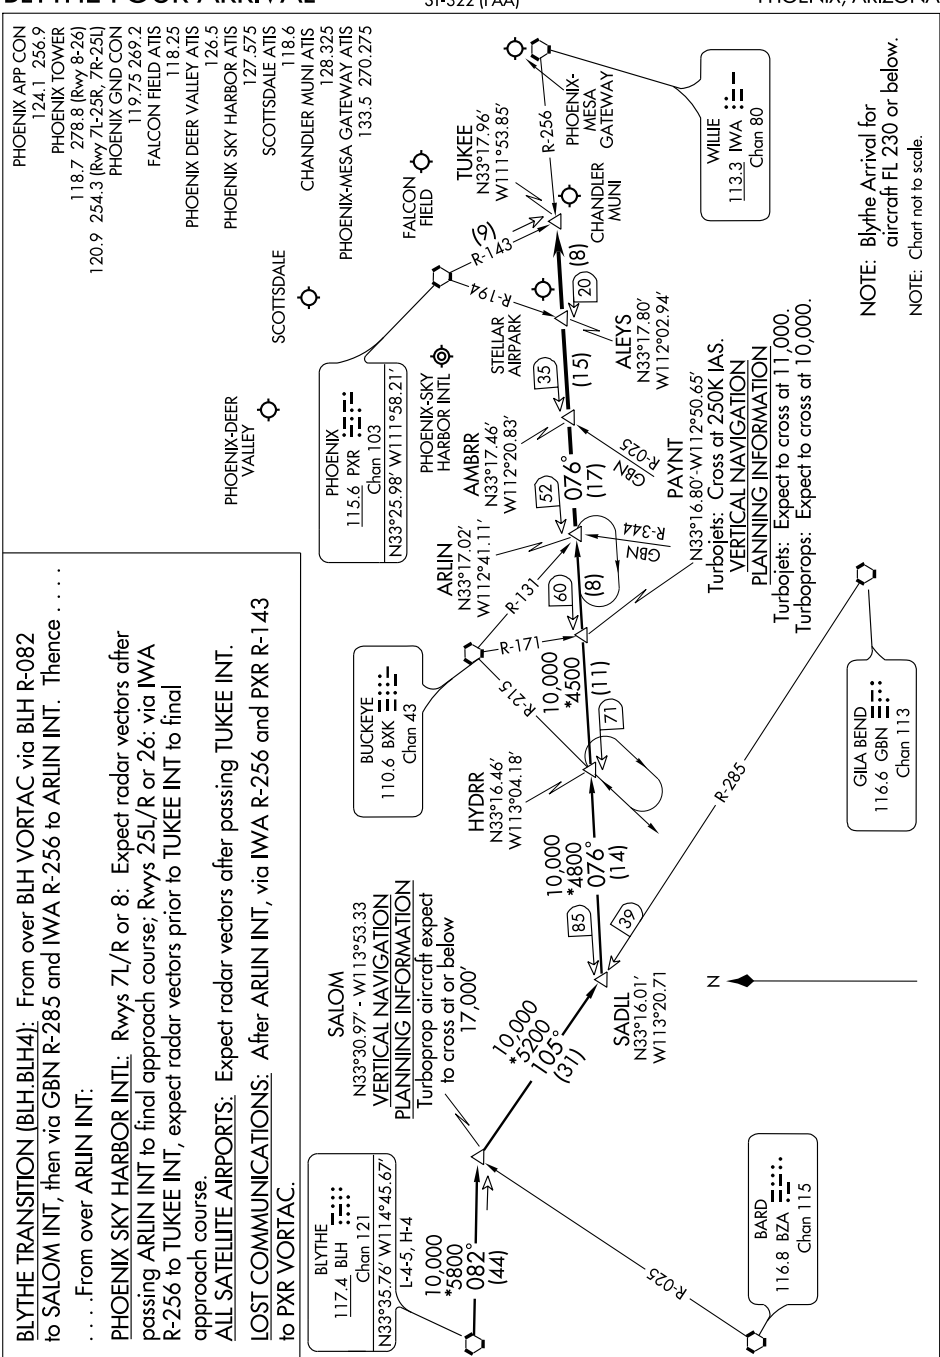 BLYTHE FOUR ARRIVAL
ST-322 (FAA)
PHOENIX, ARIZONA
BLYTHE TRANSITION (BLH.BLH4): From over BLH VORTAC via BLH R-082
to SALOM INT, then via GBN R-285 and IWA R-256 to ARLIN INT. Thence . . . .
. . . .From over ARLIN INT:
PHOENIX SKY HARBOR INTL: Rwys 7L/R or 8: Expect radar vectors after
passing ARLIN INT to final approach course; Rwys 25L/R or 26: via IWA
R-256 to TUKEE INT, expect radar vectors prior to TUKEE INT to final
approach course.
ALL SATELLITE AIRPORTS: Expect radar vectors after passing TUKEE INT.
LOST COMMUNICATIONS: After ARLIN INT, via IWA R-256 and PXR R-143
to PXR VORTAC.
PHOENIX APP CON
124.1 256.9
PHOENIX TOWER
118.7 278.8 (Rwy 8-26)
120.9 254.3 (Rwy 7L-25R, 7R-25L)
PHOENIX GND CON
119.75 269.2
FALCON FIELD ATIS
118.25
PHOENIX DEER VALLEY ATIS
126.5
PHOENIX SKY HARBOR ATIS
127.575
SCOTTSDALE ATIS
118.6
CHANDLER MUNI ATIS
128.325
PHOENIX-MESA GATEWAY ATIS
133.5 270.275
BLYTHE
117.4 BLH
Chan 121
N33°35.76' W114°45.67'
L-4-5, H-4
10,000
*5800
082°
(44)
SALOM
N33°30.97' - W113°53.33
VERTICAL NAVIGATION
PLANNING INFORMATION
Turboprop aircraft expect
to cross at or below
17,000'
10,000
*5200
105°
(31)
R-025
BARD
116.8 BZA
Chan 115
SADLL
N33°16.01'
W113°20.71
N
85
39
R-285
GILA BEND
116.6 GBN
Chan 113
10,000
*4800
076°
(14)
HYDRR
N33°16.46'
W113°04.18'
71
BUCKEYE
110.6 BXK
Chan 43
R-215
R-171
R-131
10,000
*4500
(11)
60
(8)
PAYNT
N33°16.80'-W112°50.65'
Turbojets: Cross at 250K IAS.
VERTICAL NAVIGATION
PLANNING INFORMATION
Turbojets: Expect to cross at 11,000.
Turboprops: Expect to cross at 10,000.
ARLIN
N33°17.02'
W112°41.11'
52
R-344
GBN
076°
(17)
AMBRR
N33°17.46'
W112°20.83'
R-025
GBN
35
(15)
ALEYS
N33°17.80'
W112°02.94'
20
(8)
STELLAR
AIRPARK
PHOENIX
115.6 PXR
Chan 103
N33°25.98' W111°58.21'
R-194
R-143
(9)
PHOENIX-SKY
HARBOR INTL
PHOENIX-DEER
VALLEY
SCOTTSDALE
FALCON
FIELD
TUKEE
N33°17.96'
W111°53.85'
CHANDLER
MUNI
R-256
PHOENIX-
MESA
GATEWAY
WILLIE
113.3 IWA
Chan 80
NOTE: Blythe Arrival for
aircraft FL 230 or below.
NOTE: Chart not to scale.